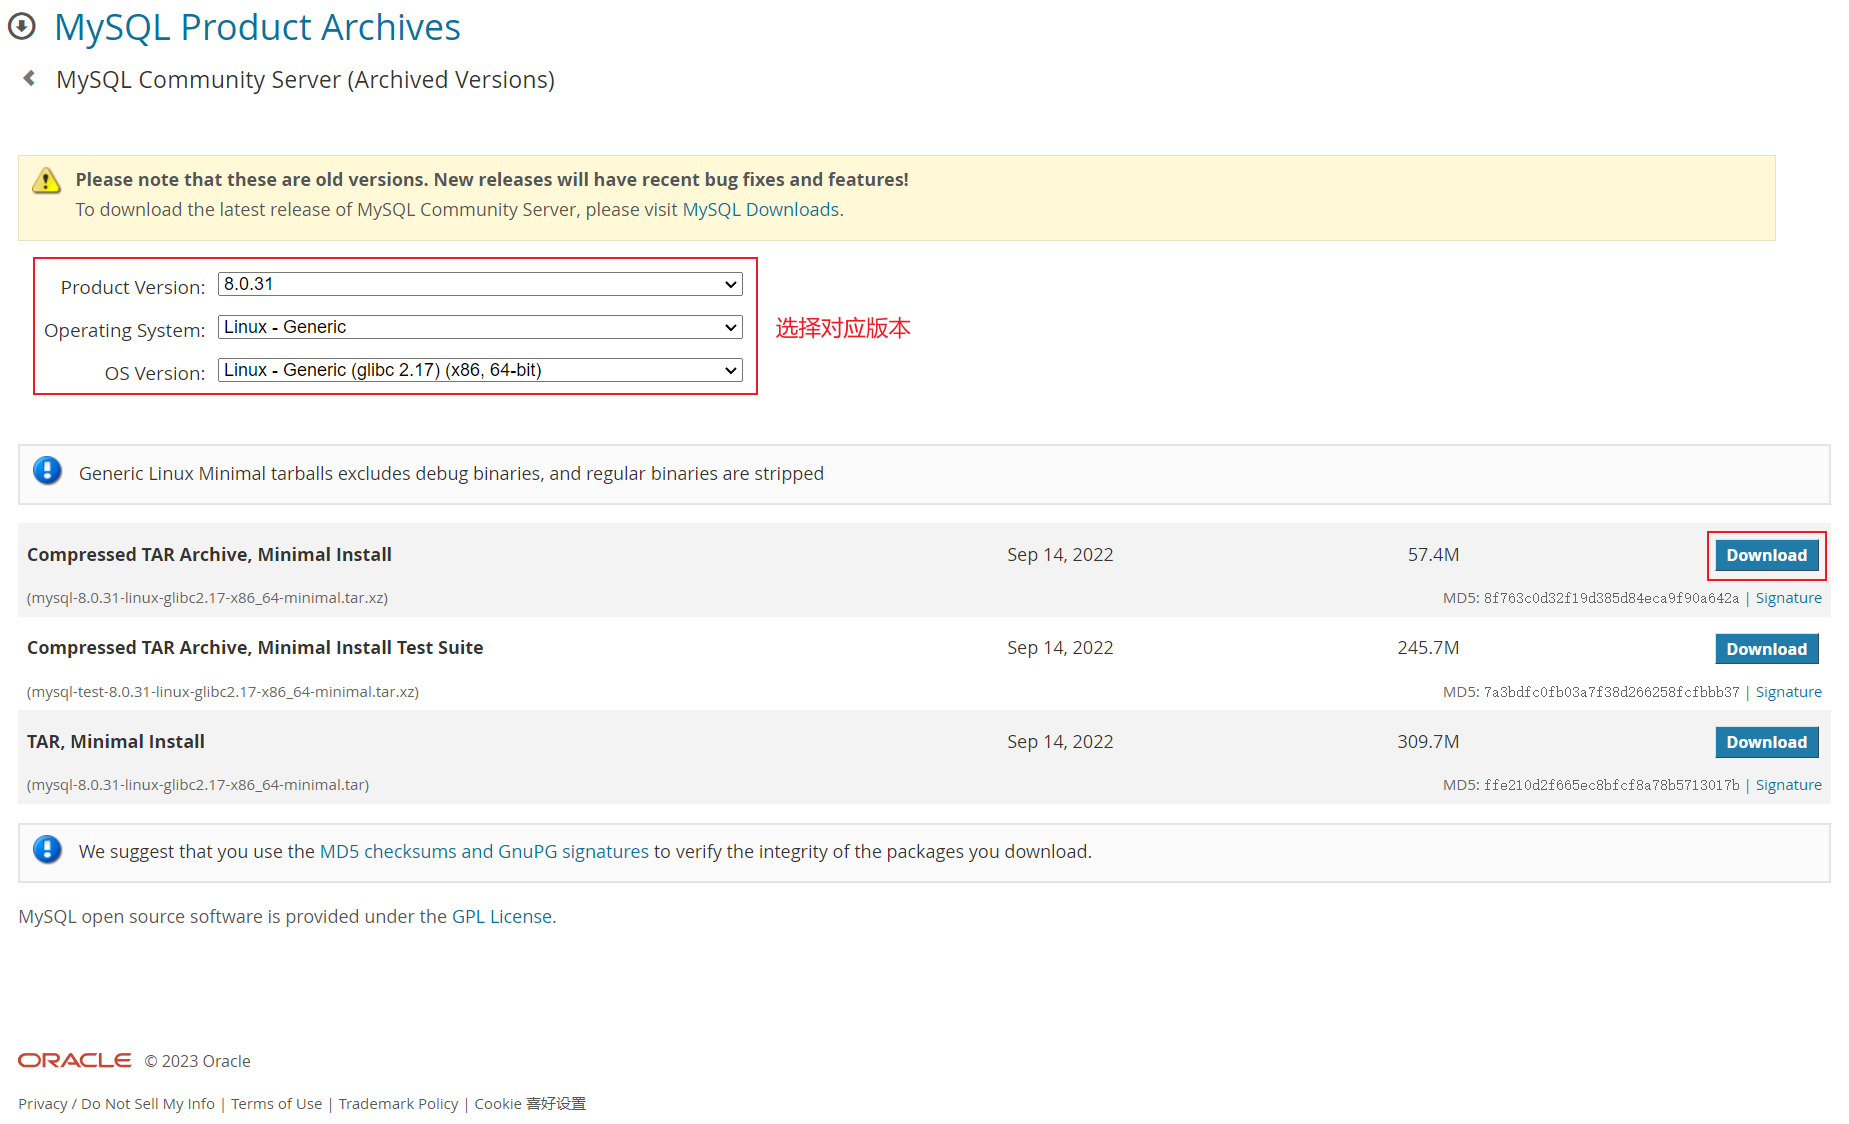 MySQL Product Archives
MySQL Community Server (Archived Versions)
Please note that these are old versions. New releases will have recent bug fixes and features!
To download the latest release of MySQL Community Server, please visit MySQL Downloads.
Product Version: 8.0.31
Operating System: Linux - Generic
选择对应版本
OS Version: Linux - Generic (glibc 2.17) (x86, 64-bit)
Generic Linux Minimal tarballs excludes debug binaries, and regular binaries are stripped
Compressed TAR Archive, Minimal Install Sep 14, 2022 57.4M Download
(mysql-8.0.31-linux-glibc2.17-x86_64-minimal.tar.xz) MD5: 8f763c0d32f19d385d84eca9f90a642a | Signature
Compressed TAR Archive, Minimal Install Test Suite Sep 14, 2022 245.7M Download
(mysql-test-8.0.31-linux-glibc2.17-x86_64-minimal.tar.xz) MD5: 7a3bdfc0fb03a7f38d266258fcfbbb37 | Signature
TAR, Minimal Install Sep 14, 2022 309.7M Download
(mysql-8.0.31-linux-glibc2.17-x86_64-minimal.tar) MD5: ffe210d2f665ec8bfcf8a78b5713017b | Signature
We suggest that you use the MD5 checksums and GnuPG signatures to verify the integrity of the packages you download.
MySQL open source software is provided under the GPL License.
ORACLE © 2023 Oracle
Privacy / Do Not Sell My Info | Terms of Use | Trademark Policy | Cookie 喜好设置